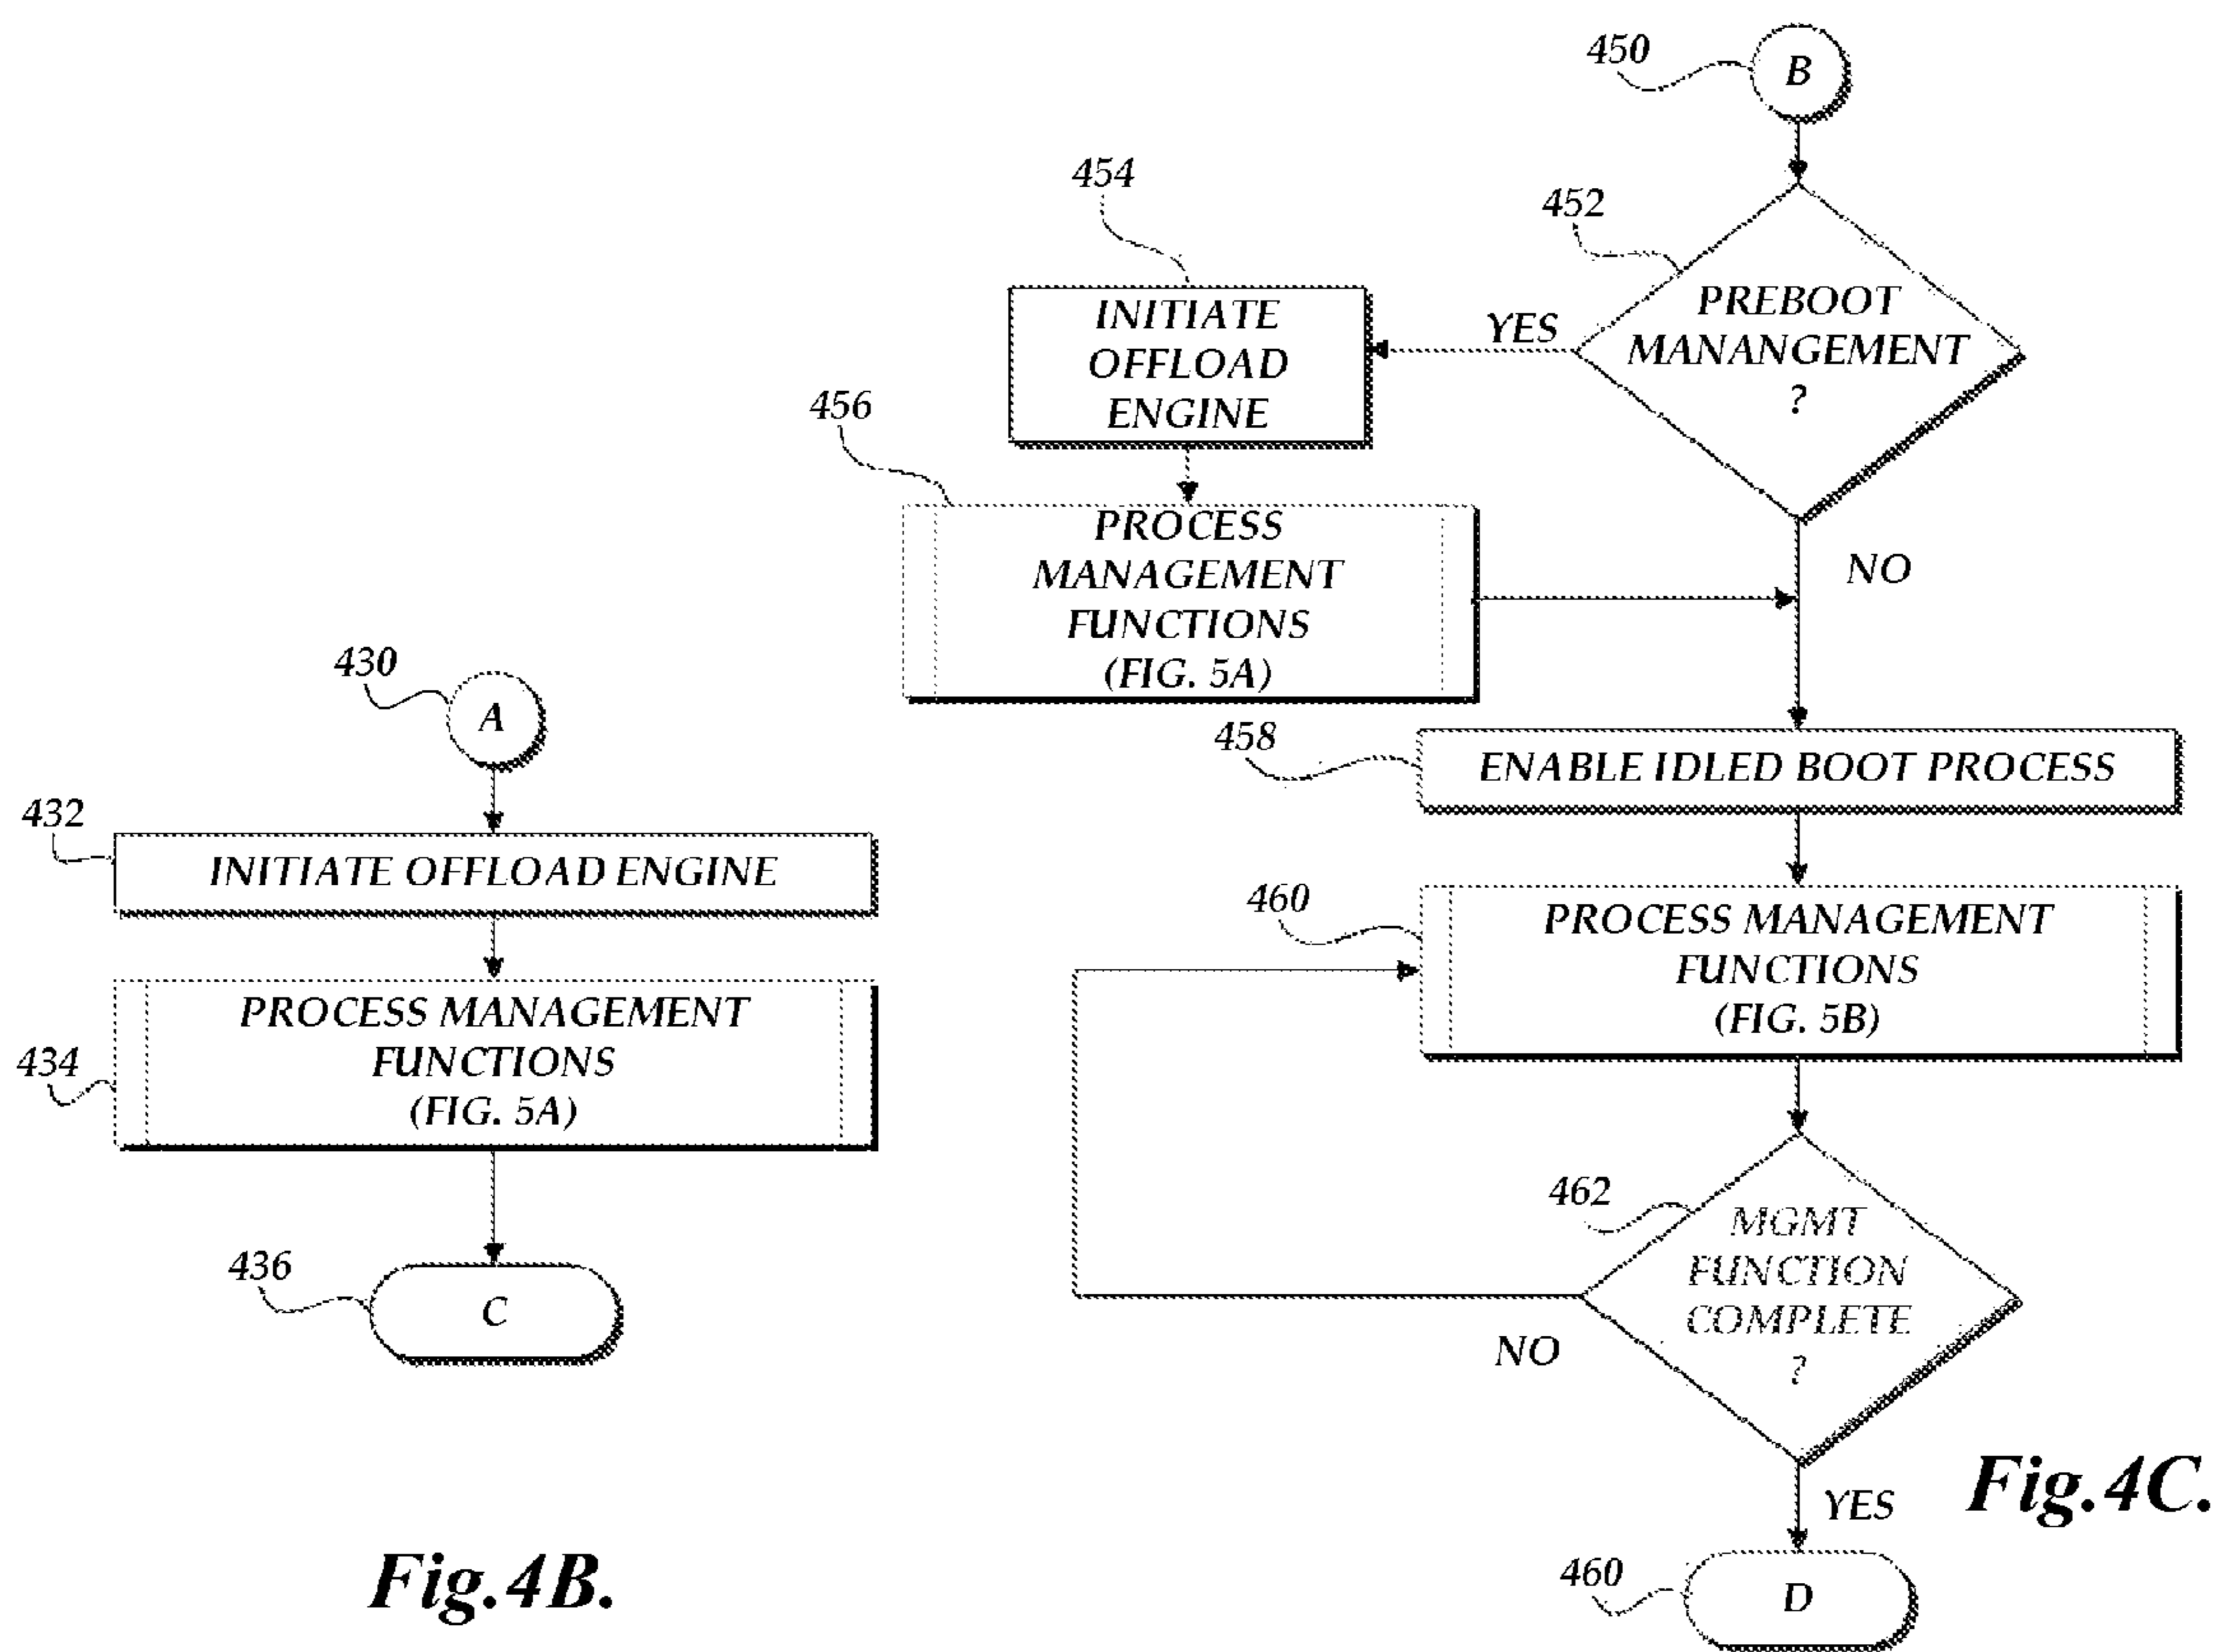 430
A
432
INITIATE OFFLOAD ENGINE
434
PROCESS MANAGEMENT
FUNCTIONS
(FIG. 5A)
436
C
Fig.4B.
450
B
452
PREBOOT
MANANGEMENT
?
YES
NO
454
INITIATE
OFFLOAD
ENGINE
456
PROCESS
MANAGEMENT
FUNCTIONS
(FIG. 5A)
458
ENABLE IDLED BOOT PROCESS
460
PROCESS MANAGEMENT
FUNCTIONS
(FIG. 5B)
462
MGMT
FUNCTION
COMPLETE
?
NO
YES
460
D
Fig.4C.